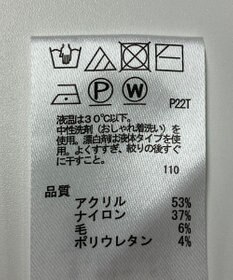 P W P22T
液温は30℃以下。
中性洗剤(おしゃれ着洗い)を
使用。漂白剤は液体タイプを使
用。よくすすぎ、絞りの後すぐ
に干すこと。
110
品質
アクリル 53%
ナイロン 37%
毛 6%
ポリウレタン 4%